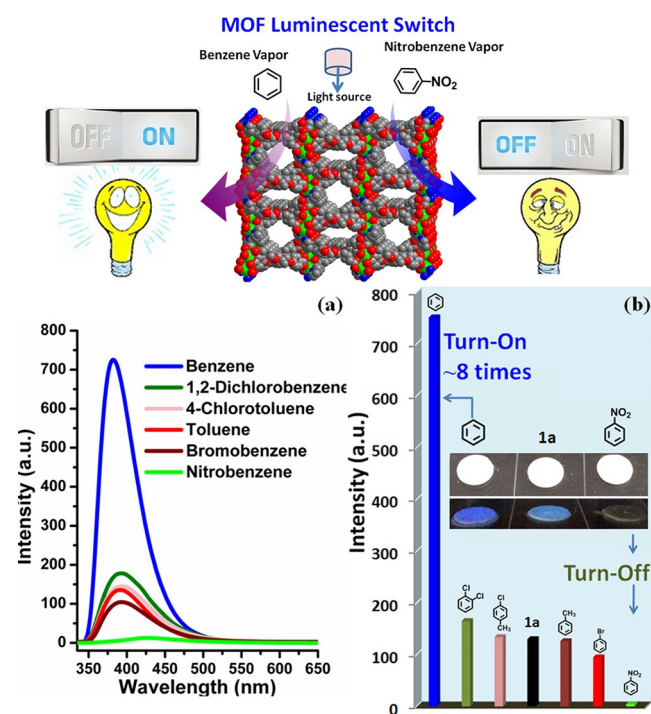 MOF Luminescent Switch
Benzene Vapor
Nitrobenzene Vapor
NO2
Light source
OFF ON
OFF ON
(a)
800
700
600
500
400
300
200
100
0
Intensity (a.u.)
350 400 450 500 550 600 650
Wavelength (nm)
Benzene
1,2-Dichlorobenzene
4-Chlorotoluene
Toluene
Bromobenzene
Nitrobenzene
(b)
800
700
600
500
400
300
200
100
0
Intensity (a.u.)
Turn-On
~8 times
1a
NO2
Turn-Off
Cl
Cl
Cl
CH3
1a
CH3
Br
NO2